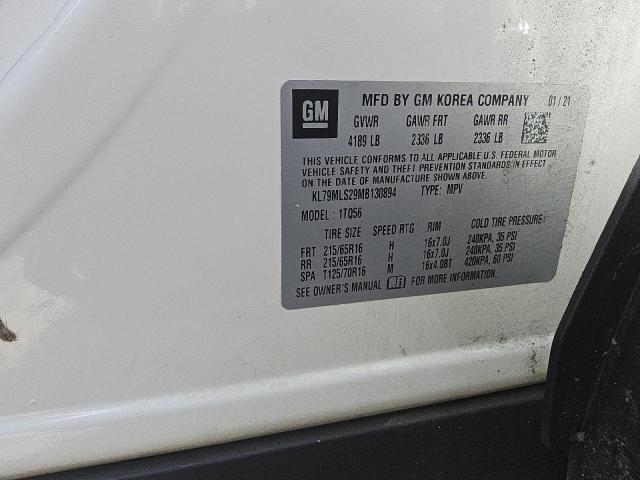 GM
MFD BY GM KOREA COMPANY 01 / 21
GVWR GAWR FRT GAWR RR
4189 LB 2336 LB 2336 LB
THIS VEHICLE CONFORMS TO ALL APPLICABLE U.S. FEDERAL MOTOR
VEHICLE SAFETY AND THEFT PREVENTION STANDARDS IN EFFECT
ON THE DATE OF MANUFACTURE SHOWN ABOVE.
KL79MLS29MB130894 TYPE: MPV
MODEL: 1TQ56
TIRE SIZE SPEED RTG RIM COLD TIRE PRESSURE
FRT 215/65R16 H 16x7.0J 240KPA, 35 PSI
RR 215/65R16 H 16x7.0J 240KPA, 35 PSI
SPA T125/70R16 M 16x4.0BT 420KPA, 60 PSI
SEE OWNER'S MANUAL FOR MORE INFORMATION.